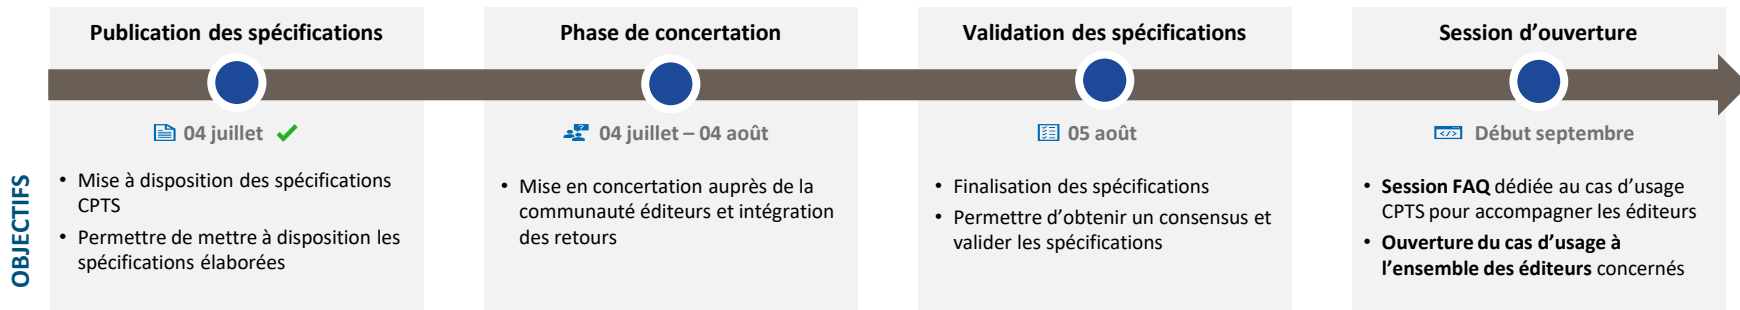 Publication des spécifications
04 juillet
• Mise à disposition des spécifications
CPTS
• Permettre de mettre à disposition les
spécifications élaborées
Phase de concertation
04 juillet – 04 août
• Mise en concertation auprès de la
communauté éditeurs et intégration
des retours
Validation des spécifications
05 août
• Finalisation des spécifications
• Permettre d’obtenir un consensus et
valider les spécifications
Session d’ouverture
Début septembre
• Session FAQ dédiée au cas d’usage
CPTS pour accompagner les éditeurs
• Ouverture du cas d’usage à
l’ensemble des éditeurs concernés
OBJECTIFS